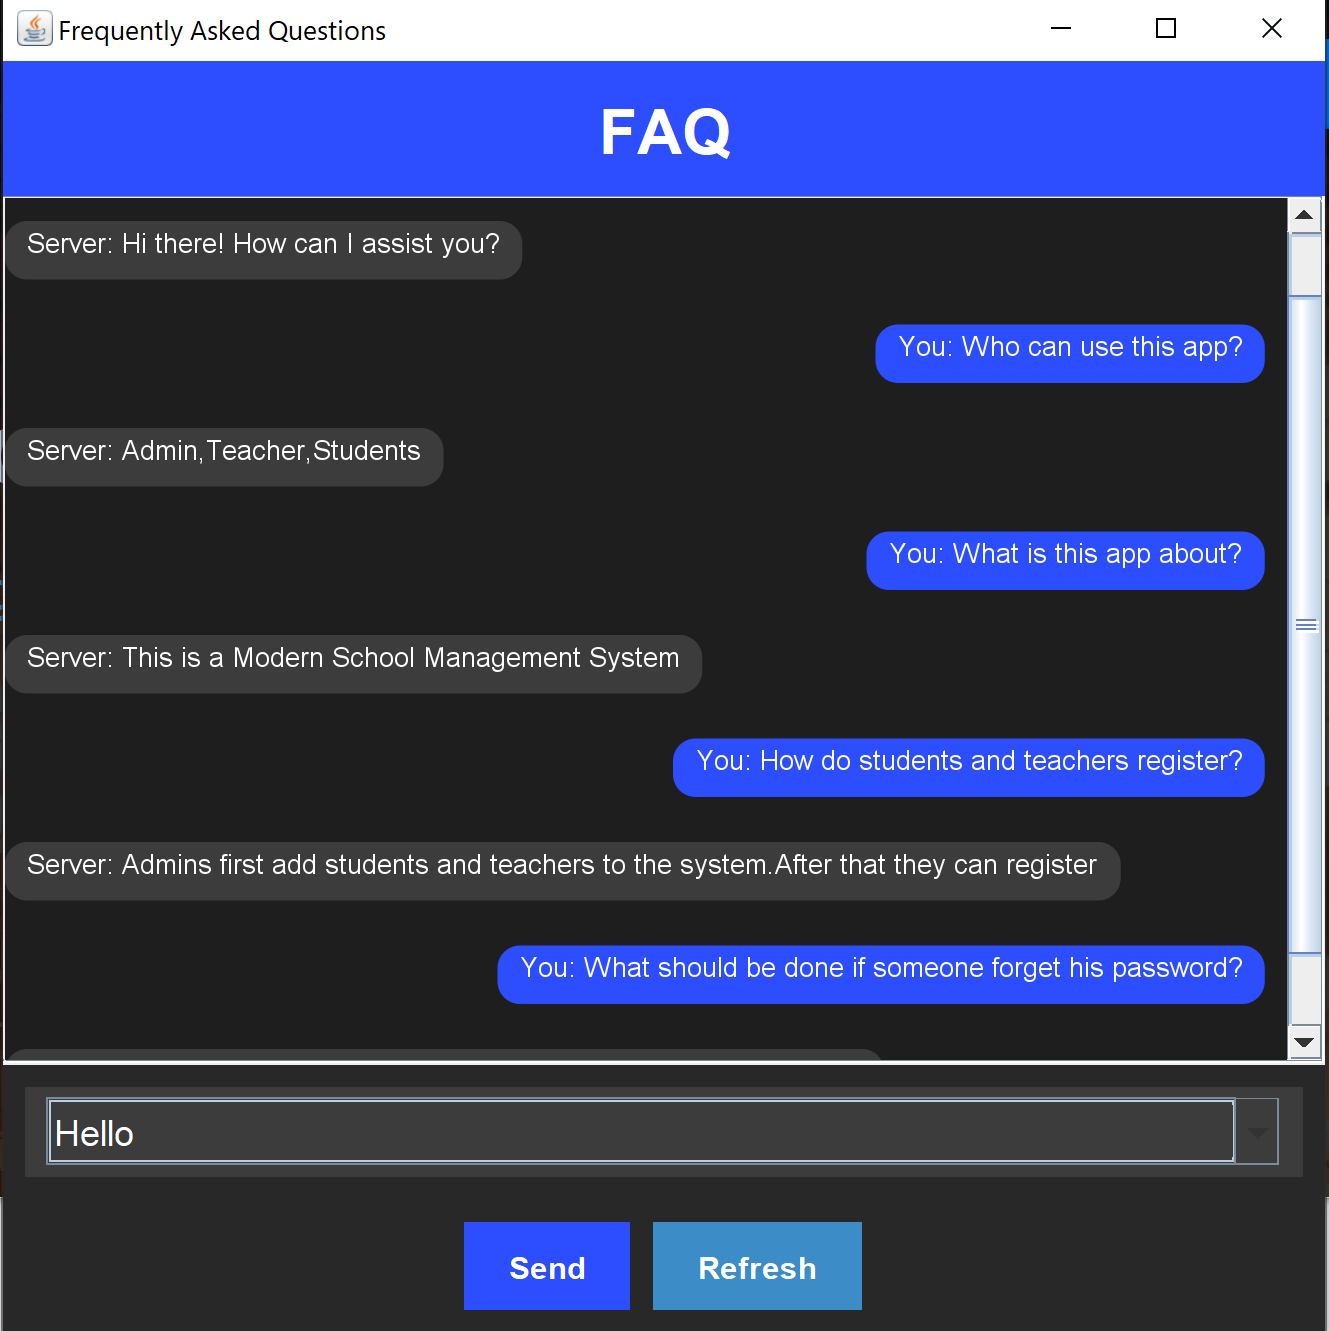 Frequently Asked Questions
FAQ
Server: Hi there! How can I assist you?
You: Who can use this app?
Server: Admin,Teacher,Students
You: What is this app about?
Server: This is a Modern School Management System
You: How do students and teachers register?
Server: Admins first add students and teachers to the system.After that they can register
You: What should be done if someone forget his password?
Hello
Send
Refresh